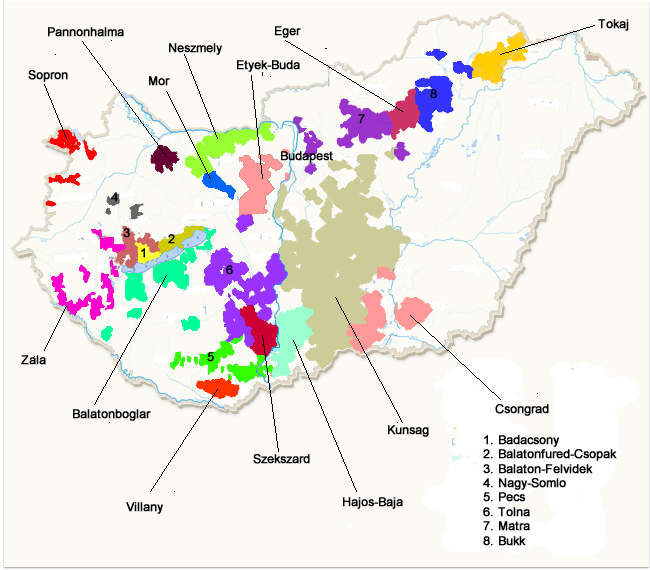 Tokaj
Eger
Pannonhalma
Neszmely
Etyek-Buda
Sopron
Mor
8
7
Budapest
4
3
2
1
6
5
Zala
Balatonboglar
Csongrad
Kunsag
Szekszard
Villany
Hajos-Baja
1. Badacsony
2. Balatonfured-Csopak
3. Balaton-Felvidek
4. Nagy-Somlo
5. Pecs
6. Tolna
7. Matra
8. Bukk